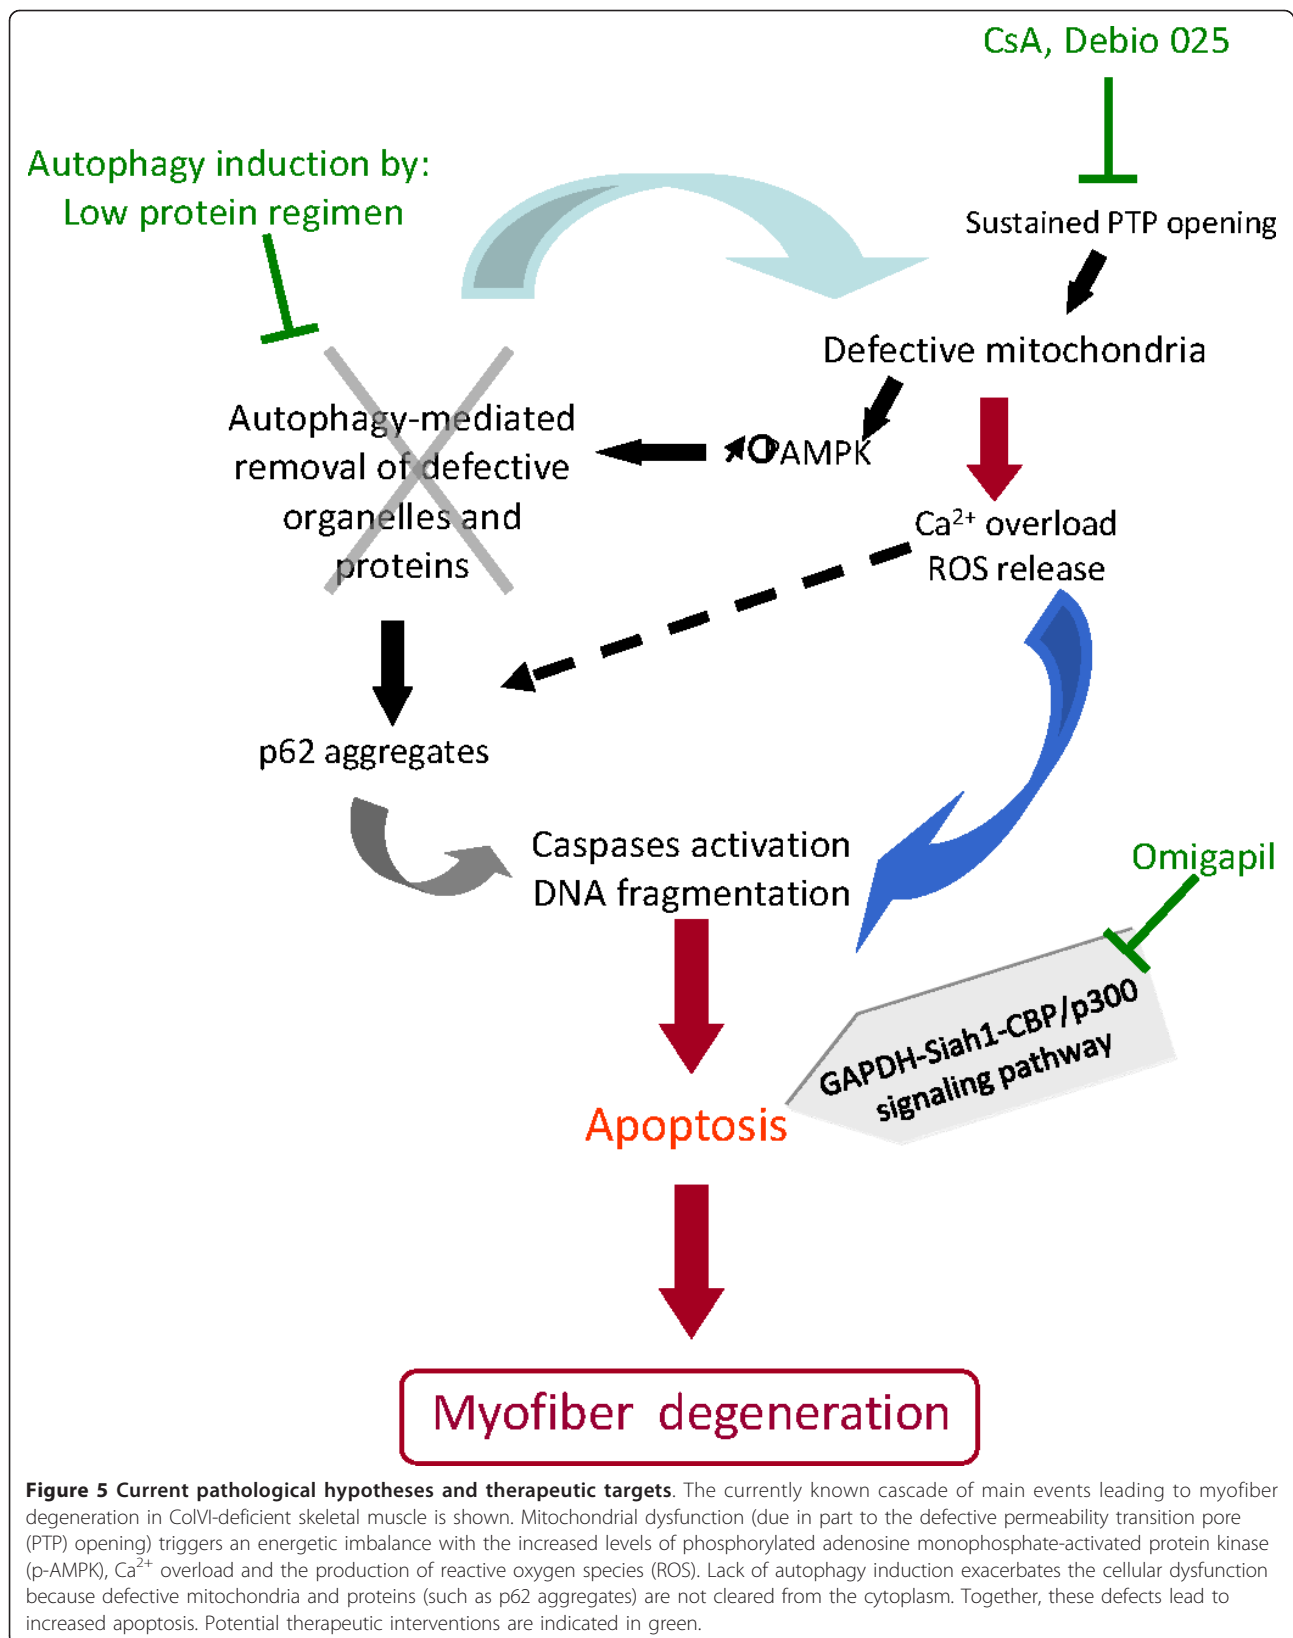 CsA, Debio 025
Autophagy induction by:
Low protein regimen
Sustained PTP opening
Defective mitochondria
Autophagy-mediated
removal of defective
organelles and
proteins
P AMPK
Ca²⁺ overload
ROS release
p62 aggregates
Caspases activation
DNA fragmentation
Omigapil
GAPDH-Siah1-CBP/p300
signaling pathway
Apoptosis
Myofiber degeneration
Figure 5 Current pathological hypotheses and therapeutic targets. The currently known cascade of main events leading to myofiber
degeneration in ColVI-deficient skeletal muscle is shown. Mitochondrial dysfunction (due in part to the defective permeability transition pore
(PTP) opening) triggers an energetic imbalance with the increased levels of phosphorylated adenosine monophosphate-activated protein kinase
(p-AMPK), Ca²⁺ overload and the production of reactive oxygen species (ROS). Lack of autophagy induction exacerbates the cellular dysfunction
because defective mitochondria and proteins (such as p62 aggregates) are not cleared from the cytoplasm. Together, these defects lead to
increased apoptosis. Potential therapeutic interventions are indicated in green.